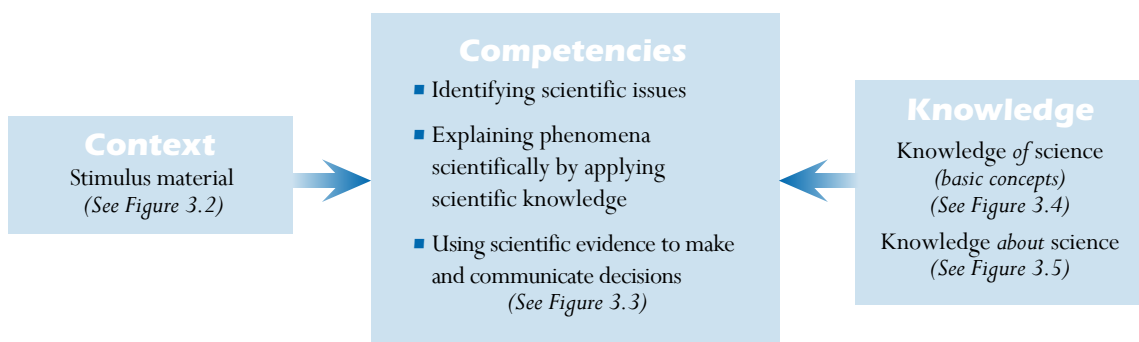 Context
Stimulus material
(See Figure 3.2)
Competencies
■ Identifying scientific issues
■ Explaining phenomena
scientifically by applying
scientific knowledge
■ Using scientific evidence to make
and communicate decisions
(See Figure 3.3)
Knowledge
Knowledge of science
(basic concepts)
(See Figure 3.4)
Knowledge about science
(See Figure 3.5)